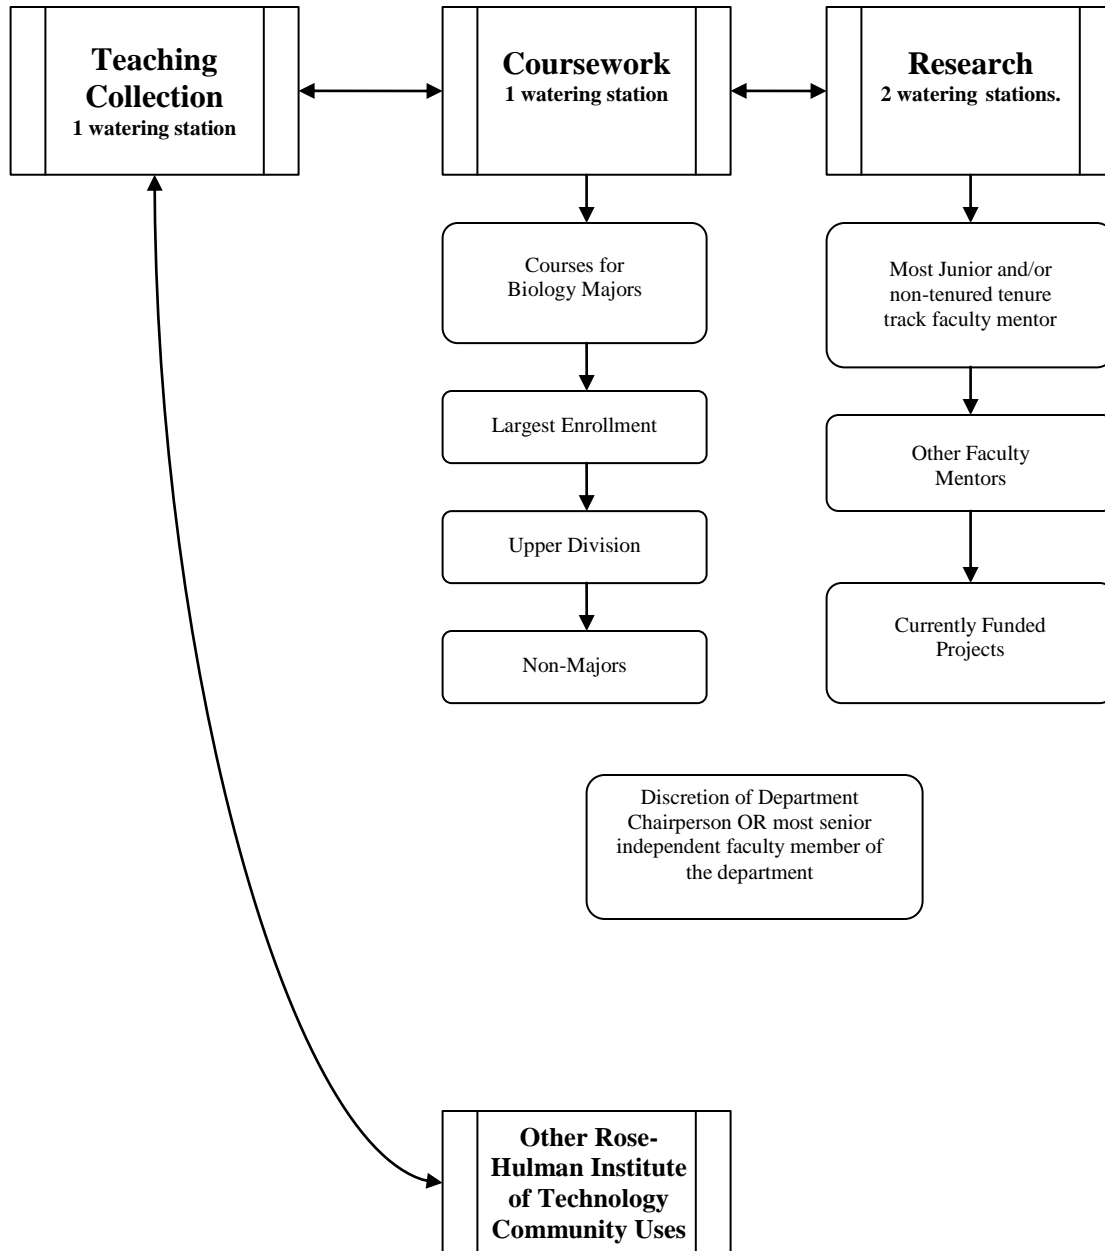 Teaching
Collection
1 watering station
Coursework
1 watering station
Research
2 watering stations.
Courses for
Biology Majors
Largest Enrollment
Upper Division
Non-Majors
Most Junior and/or
non-tenured tenure
track faculty mentor
Other Faculty
Mentors
Currently Funded
Projects
Discretion of Department
Chairperson OR most senior
independent faculty member of
the department
Other Rose-
Hulman Institute
of Technology
Community Uses